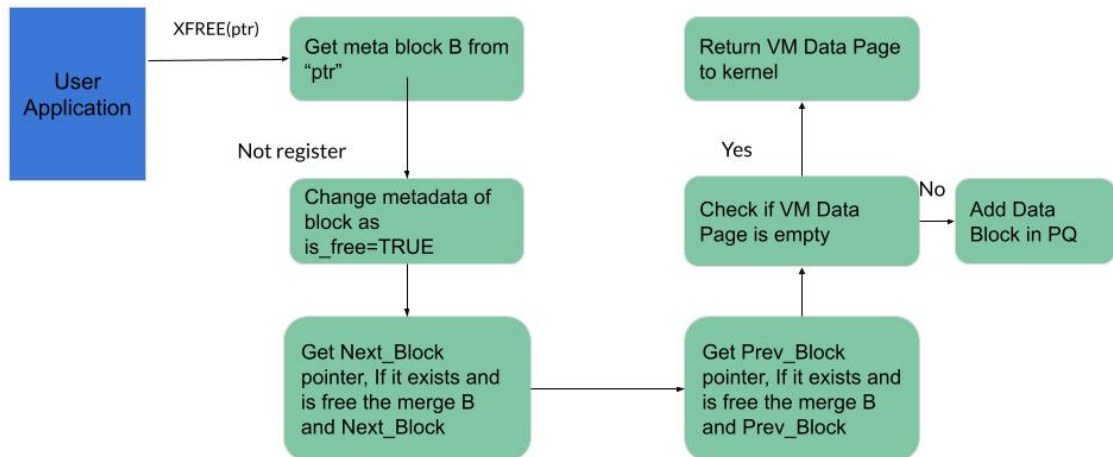 XFREE(ptr)
User
Application
Get meta block B from
“ptr”
Not register
Change metadata of
block as
is_free=TRUE
Get Next_Block
pointer, If it exists and
is free the merge B
and Next_Block
Get Prev_Block
pointer, If it exists and
is free the merge B
and Prev_Block
Check if VM Data
Page is empty
Yes
Return VM Data Page
to kernel
No
Add Data
Block in PQ